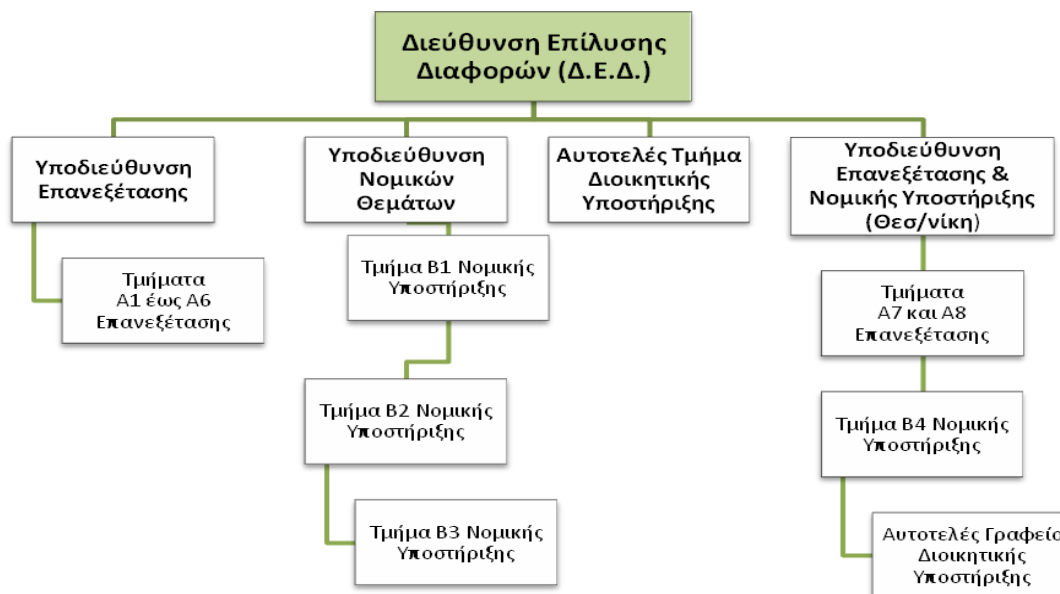 Διεύθυνση Επίλυσης
Διαφορών (Δ.Ε.Δ.)
Υποδιεύθυνση
Επανεξέτασης
Τμήματα
Α1 έως Α6
Επανεξέτασης
Υποδιεύθυνση
Νομικών
Θεμάτων
Τμήμα Β1 Νομικής
Υποστήριξης
Τμήμα Β2 Νομικής
Υποστήριξης
Τμήμα Β3 Νομικής
Υποστήριξης
Αυτοτελές Τμήμα
Διοικητικής
Υποστήριξης
Υποδιεύθυνση
Επανεξέτασης &
Νομικής Υποστήριξης
(Θεσ/νίκη)
Τμήματα
Α7 και Α8
Επανεξέτασης
Τμήμα Β4 Νομικής
Υποστήριξης
Αυτοτελές Γραφείο
Διοικητικής
Υποστήριξης